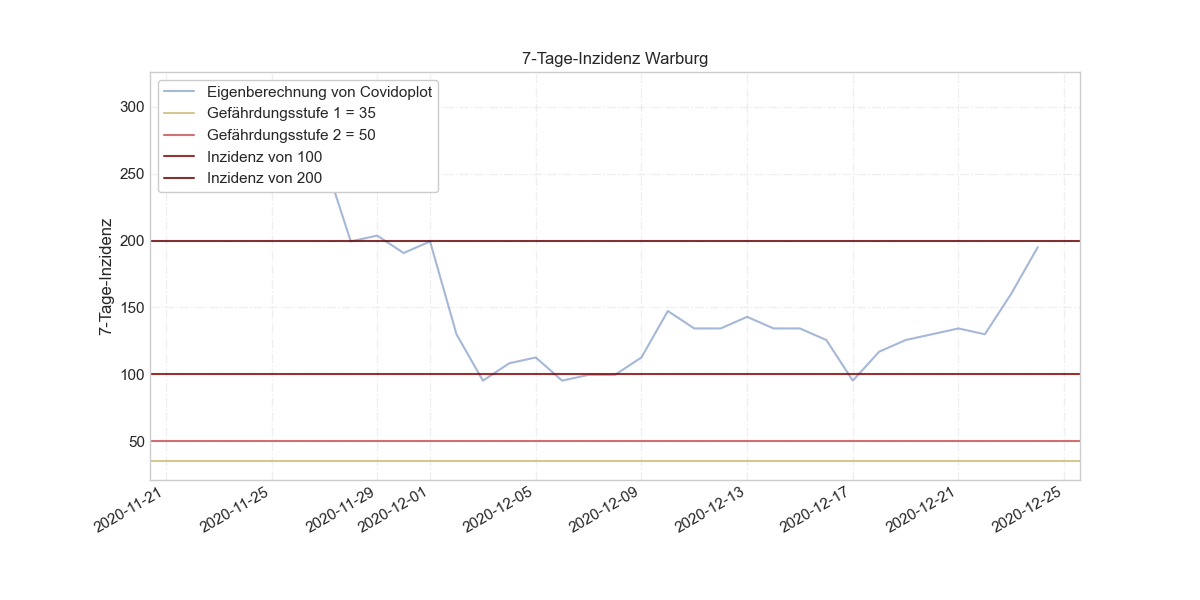 7-Tage-Inzidenz Warburg
Eigenberechnung von Covidoplot
Gefährdungsstufe 1 = 35
Gefährdungsstufe 2 = 50
Inzidenz von 100
Inzidenz von 200
7-Tage-Inzidenz
300
250
200
150
100
50
2020-11-21
2020-11-25
2020-11-29
2020-12-01
2020-12-05
2020-12-09
2020-12-13
2020-12-17
2020-12-21
2020-12-25